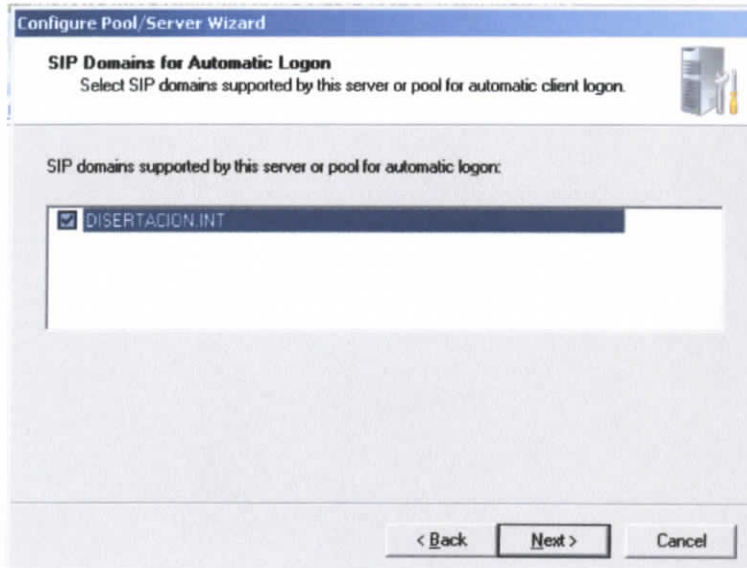 Configure Pool/Server Wizard
SIP Domains for Automatic Logon
Select SIP domains supported by this server or pool for automatic client logon.
SIP domains supported by this server or pool for automatic logon:
DISERTACION.INT
< Back
Next >
Cancel